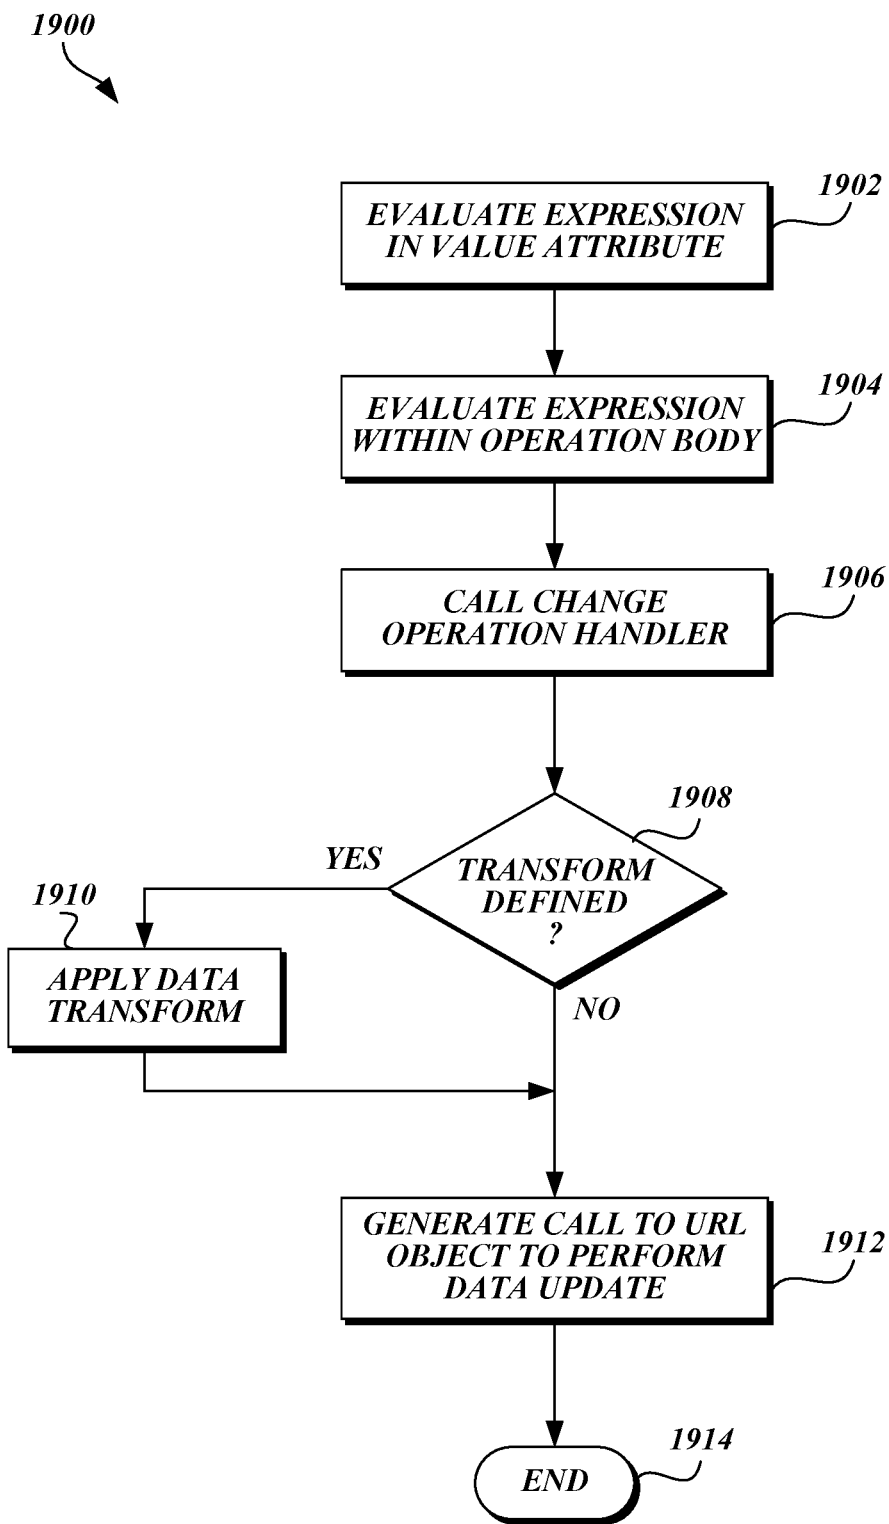 1900
1902
EVALUATE EXPRESSION
IN VALUE ATTRIBUTE
1904
EVALUATE EXPRESSION
WITHIN OPERATION BODY
1906
CALL CHANGE
OPERATION HANDLER
1908
YES
TRANSFORM
DEFINED
?
1910
APPLY DATA
TRANSFORM
NO
GENERATE CALL TO URL
OBJECT TO PERFORM
DATA UPDATE
1912
1914
END